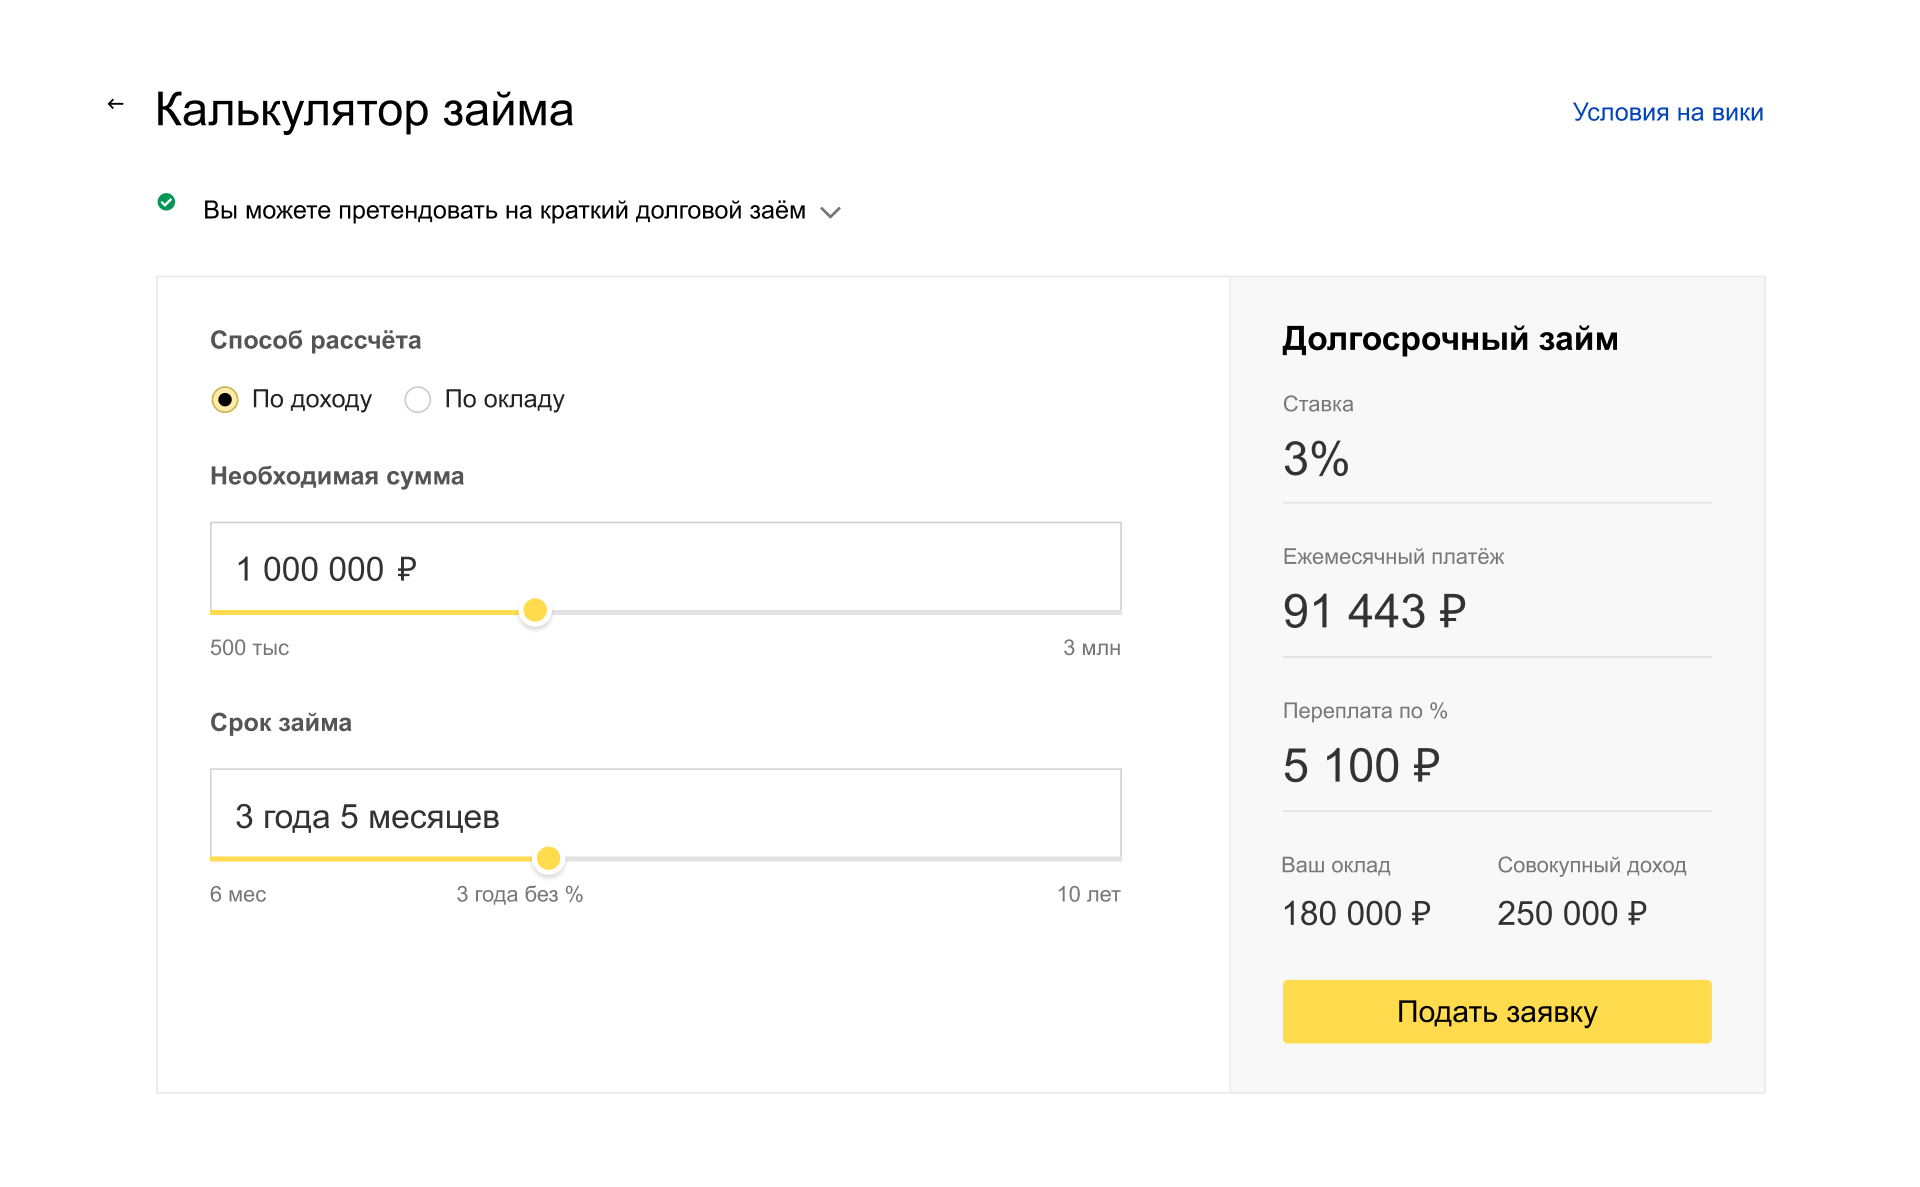 Калькулятор займа
Условия на вики
Вы можете претендовать на краткий долговой заём
Способ рассчёта
По доходу По окладу
Необходимая сумма
1 000 000 ₽
500 тыс 3 млн
Срок займа
3 года 5 месяцев
6 мес 3 года без % 10 лет
Долгосрочный займ
Ставка
3%
Ежемесячный платёж
91 443 ₽
Переплата по %
5 100 ₽
Ваш оклад Совокупный доход
180 000 ₽ 250 000 ₽
Подать заявку